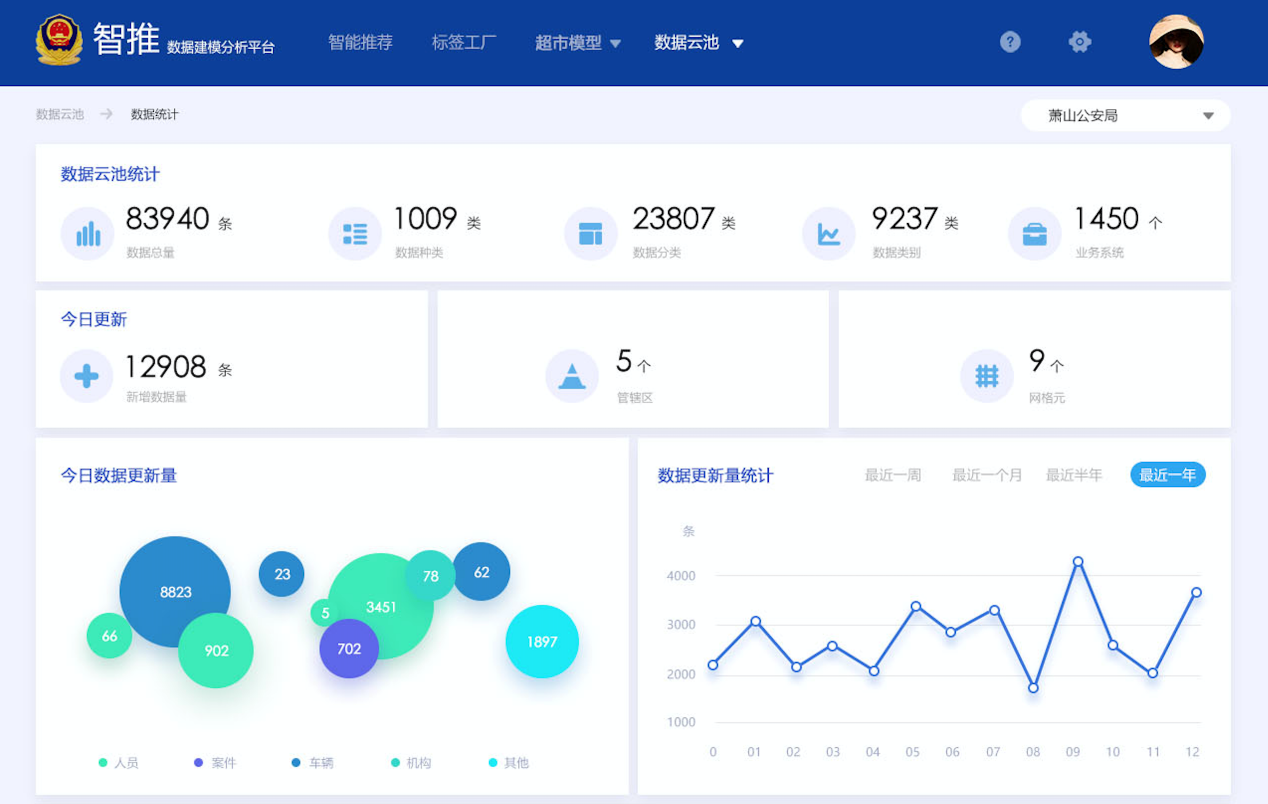 智推 数据建模分析平台 智能推荐 标签工厂 超市模型 数据云池 ?
数据云池 数据统计 萧山公安局
数据云池统计
83940 条 1009 类 23807 类 9237 类 1450 个
数据总量 数据种类 数据分类 数据类别 业务系统
今日更新
12908 条 5 个 9 个
新增数据量 管辖区 网格元
今日数据更新量
8823 23 78 62
5 3451
66 902 702 1897
人员 案件 车辆 机构 其他
数据更新量统计 最近一周 最近一个月 最近半年 最近一年
条
4000
3000
2000
1000
0 01 02 03 04 05 06 07 08 09 10 11 12